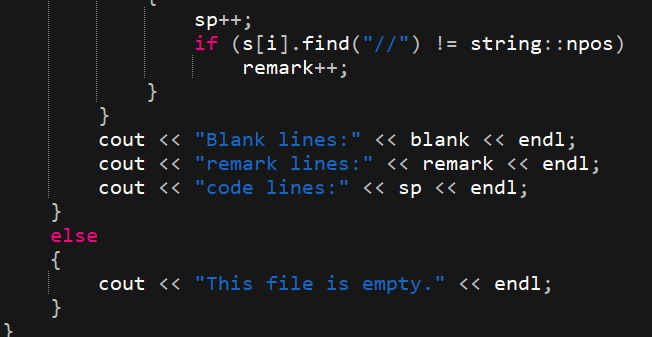 {
sp++;
if (s[i].find("//") != string::npos)
remark++;
}
}
cout << "Blank lines:" << blank << endl;
cout << "remark lines:" << remark << endl;
cout << "code lines:" << sp << endl;
}
else
{
cout << "This file is empty." << endl;
}
}